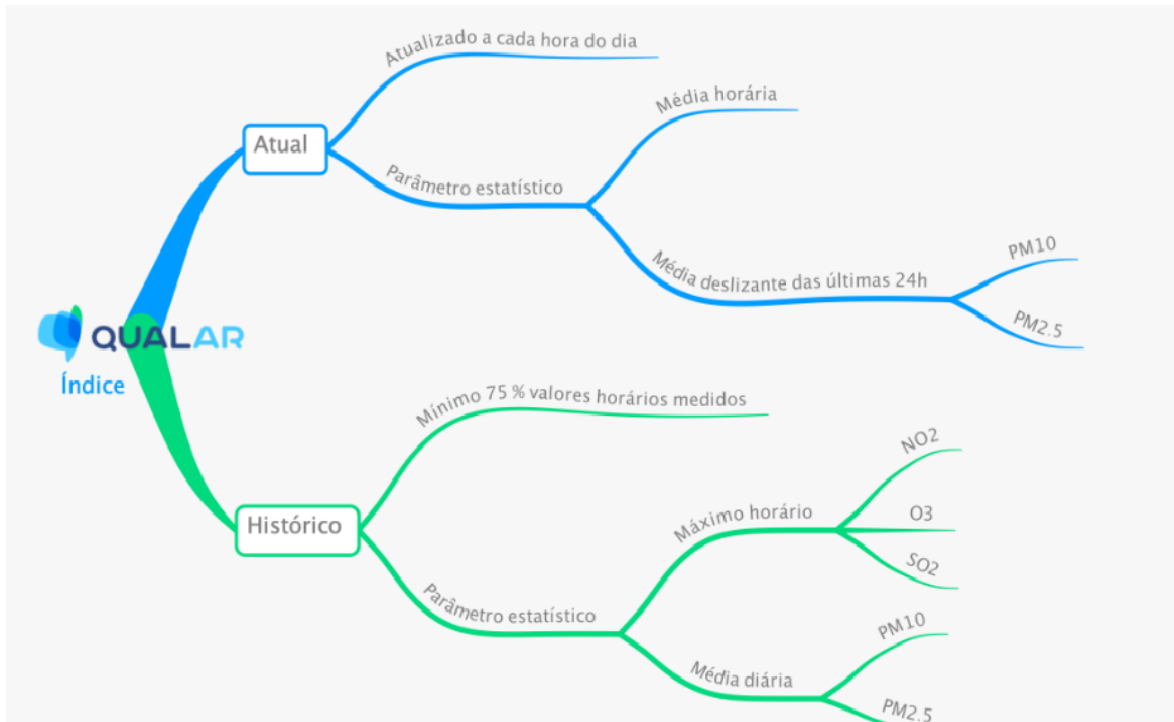 Atualizado a cada hora do dia
Média horária
Atual
Parâmetro estatístico
Média deslizante das últimas 24h
PM10
PM2.5
QUALAR
Índice
Mínimo 75 % valores horários medidos
NO2
Máximo horário
O3
Histórico
SO2
Parâmetro estatístico
PM10
Média diária
PM2.5